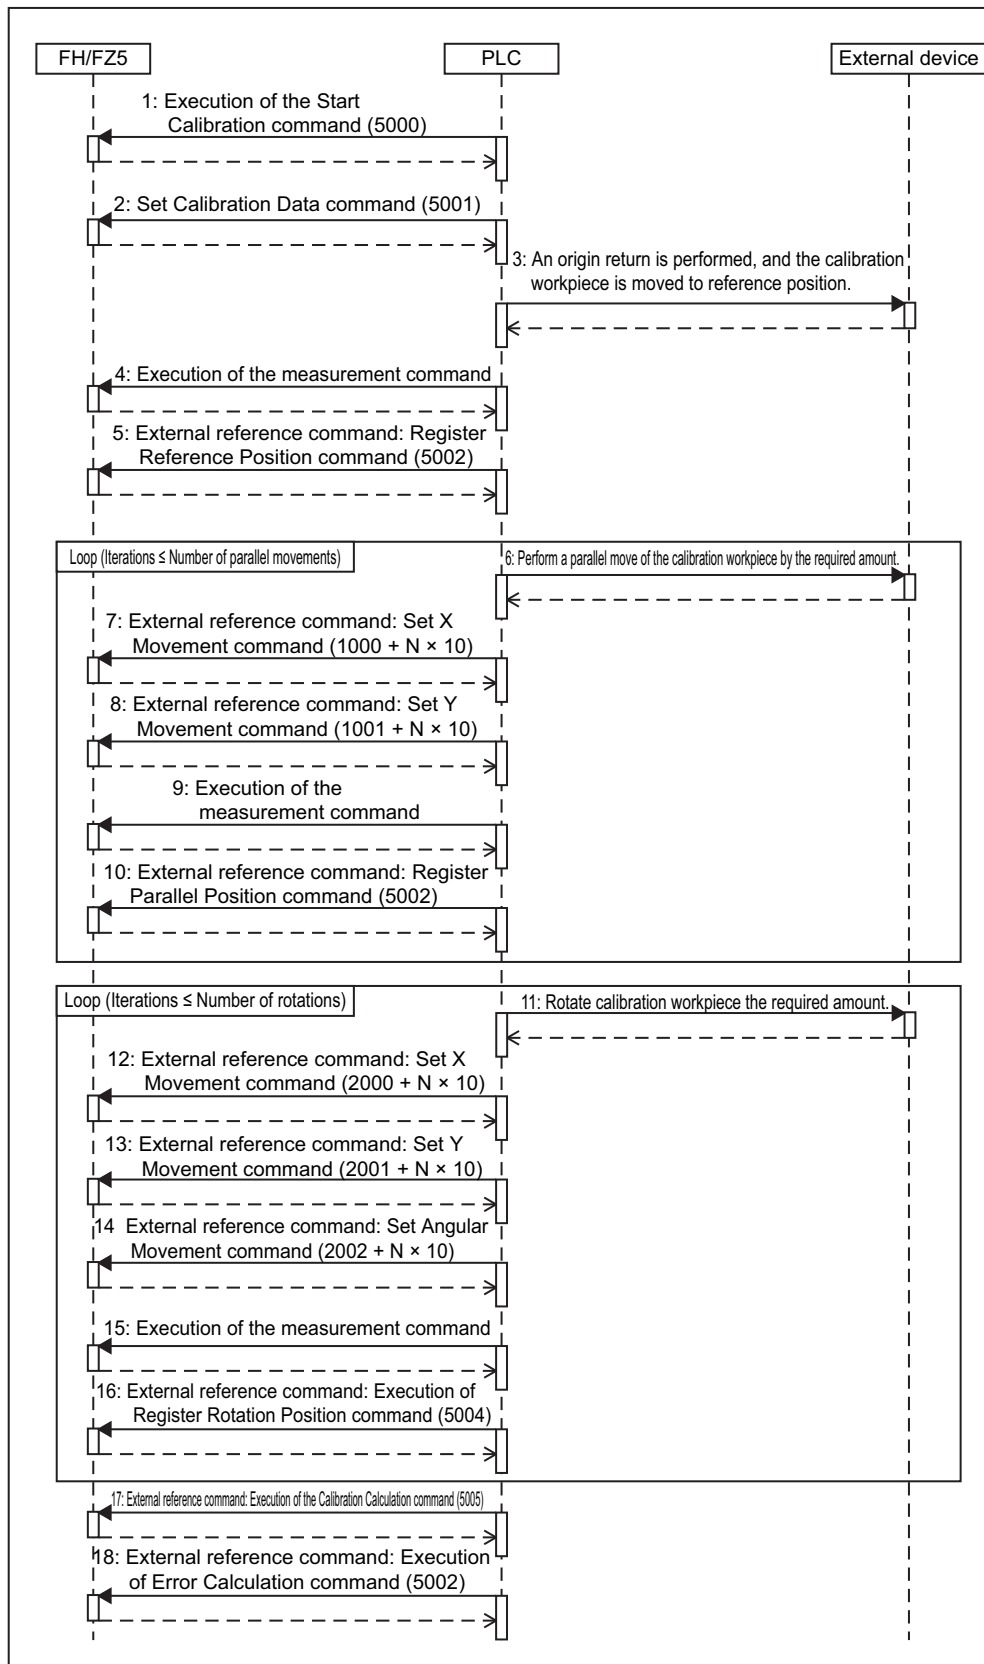 FH/FZ5
PLC
External device
1: Execution of the Start
Calibration command (5000)
2: Set Calibration Data command (5001)
3: An origin return is performed, and the calibration
workpiece is moved to reference position.
4: Execution of the measurement command
5: External reference command: Register
Reference Position command (5002)
Loop (Iterations ≤ Number of parallel movements)
6: Perform a parallel move of the calibration workpiece by the required amount.
7: External reference command: Set X
Movement command (1000 + N × 10)
8: External reference command: Set Y
Movement command (1001 + N × 10)
9: Execution of the
measurement command
10: External reference command: Register
Parallel Position command (5002)
Loop (Iterations ≤ Number of rotations)
11: Rotate calibration workpiece the required amount.
12: External reference command: Set X
Movement command (2000 + N × 10)
13: External reference command: Set Y
Movement command (2001 + N × 10)
14 External reference command: Set Angular
Movement command (2002 + N × 10)
15: Execution of the measurement command
16: External reference command: Execution of
Register Rotation Position command (5004)
17: External reference command: Execution of the Calibration Calculation command (5005)
18: External reference command: Execution
of Error Calculation command (5002)